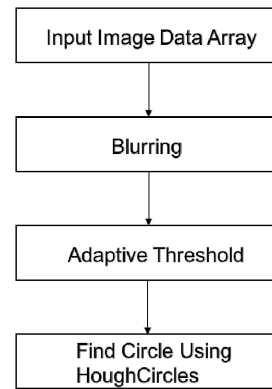 Input Image Data Array
Blurring
Adaptive Threshold
Find Circle Using
HoughCircles